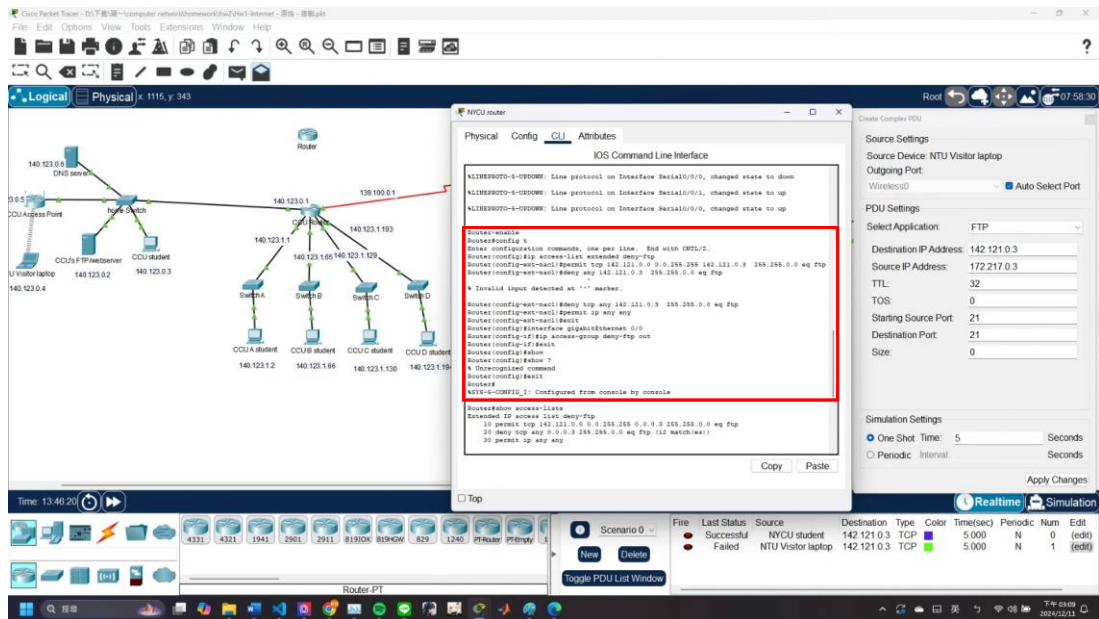 Cisco Packet Tracer - D:\下載\碩一\computer network\homework\hw2\Hw1-internet - 原始 - 複製.pkt
File Edit Options View Tools Extensions Window Help
?
Logical Physical x: 1115, y: 343
Root 07:58:30
NYCU router
Physical Config CLI Attributes
IOS Command Line Interface
%LINEPROTO-5-UPDOWN: Line protocol on Interface Serial0/0/0, changed state to down
%LINEPROTO-5-UPDOWN: Line protocol on Interface Serial0/0/0, changed state to up
%LINEPROTO-5-UPDOWN: Line protocol on Interface Serial0/0/0, changed state to up
Router>enable
Router#config t
Enter configuration commands, one per line. End with CNTL/Z.
Router(config)#ip access-list extended deny-ftp
Router(config-ext-nacl)#permit tcp 142.121.0.0 0.0.255.255 142.121.0.3 255.255.0.0 eq ftp
Router(config-ext-nacl)#deny any 142.121.0.3 255.255.0.0 eq ftp
^
% Invalid input detected at '^' marker.
Router(config-ext-nacl)#deny tcp any 142.121.0.3 255.255.0.0 eq ftp
Router(config-ext-nacl)#permit ip any any
Router(config-ext-nacl)#exit
Router(config)#interface gigabitEthernet 0/0
Router(config-if)#ip access-group deny-ftp out
Router(config-if)#exit
Router(config)#show
Router(config)#show ?
% Unrecognized command
Router(config)#exit
Router#
%SYS-5-CONFIG_I: Configured from console by console
Router#show access-lists
Extended IP access list deny-ftp
10 permit tcp 142.121.0.0 0.0.255.255 0.0.0.3 255.255.0.0 eq ftp
20 deny tcp any 0.0.0.3 255.255.0.0 eq ftp (12 match(es))
30 permit ip any any
Copy Paste
Top
Router
140.123.0.6
DNS server
139.100.0.1
140.123.0.1
3.0.5
CCU Access Point
home Switch
CCU Router
140.123.1.193
140.123.1.1
140.123.1.65
140.123.1.129
CCU's FTP/webserver
CCU student
U Visitor laptop
140.123.0.2
140.123.0.3
140.123.0.4
Switch A
Switch B
Switch C
Switch D
CCU A student
CCU B student
CCU C student
CCU D student
140.123.1.2
140.123.1.66
140.123.1.130
140.123.1.19
Create Complex PDU
Source Settings
Source Device: NTU Visitor laptop
Outgoing Port:
Wireless0 Auto Select Port
PDU Settings
Select Application: FTP
Destination IP Address: 142.121.0.3
Source IP Address: 172.217.0.3
TTL: 32
TOS: 0
Starting Source Port: 21
Destination Port: 21
Size: 0
Simulation Settings
One Shot Time: 5 Seconds
Periodic Interval: Seconds
Apply Changes
Time: 13:46:20
Realtime Simulation
4331 4321 1941 2901 2911 819IOX 819HGW 829 1240 PT-Router PT-Empty
Router-PT
Scenario 0
New Delete
Toggle PDU List Window
Fire Last Status Source Destination Type Color Time(sec) Periodic Num Edit
Successful NYCU student 142.121.0.3 TCP 5.000 N 0 (edit)
Failed NTU Visitor laptop 142.121.0.3 TCP 5.000 N 1 (edit)
搜尋
英
下午 03:09
2024/12/11